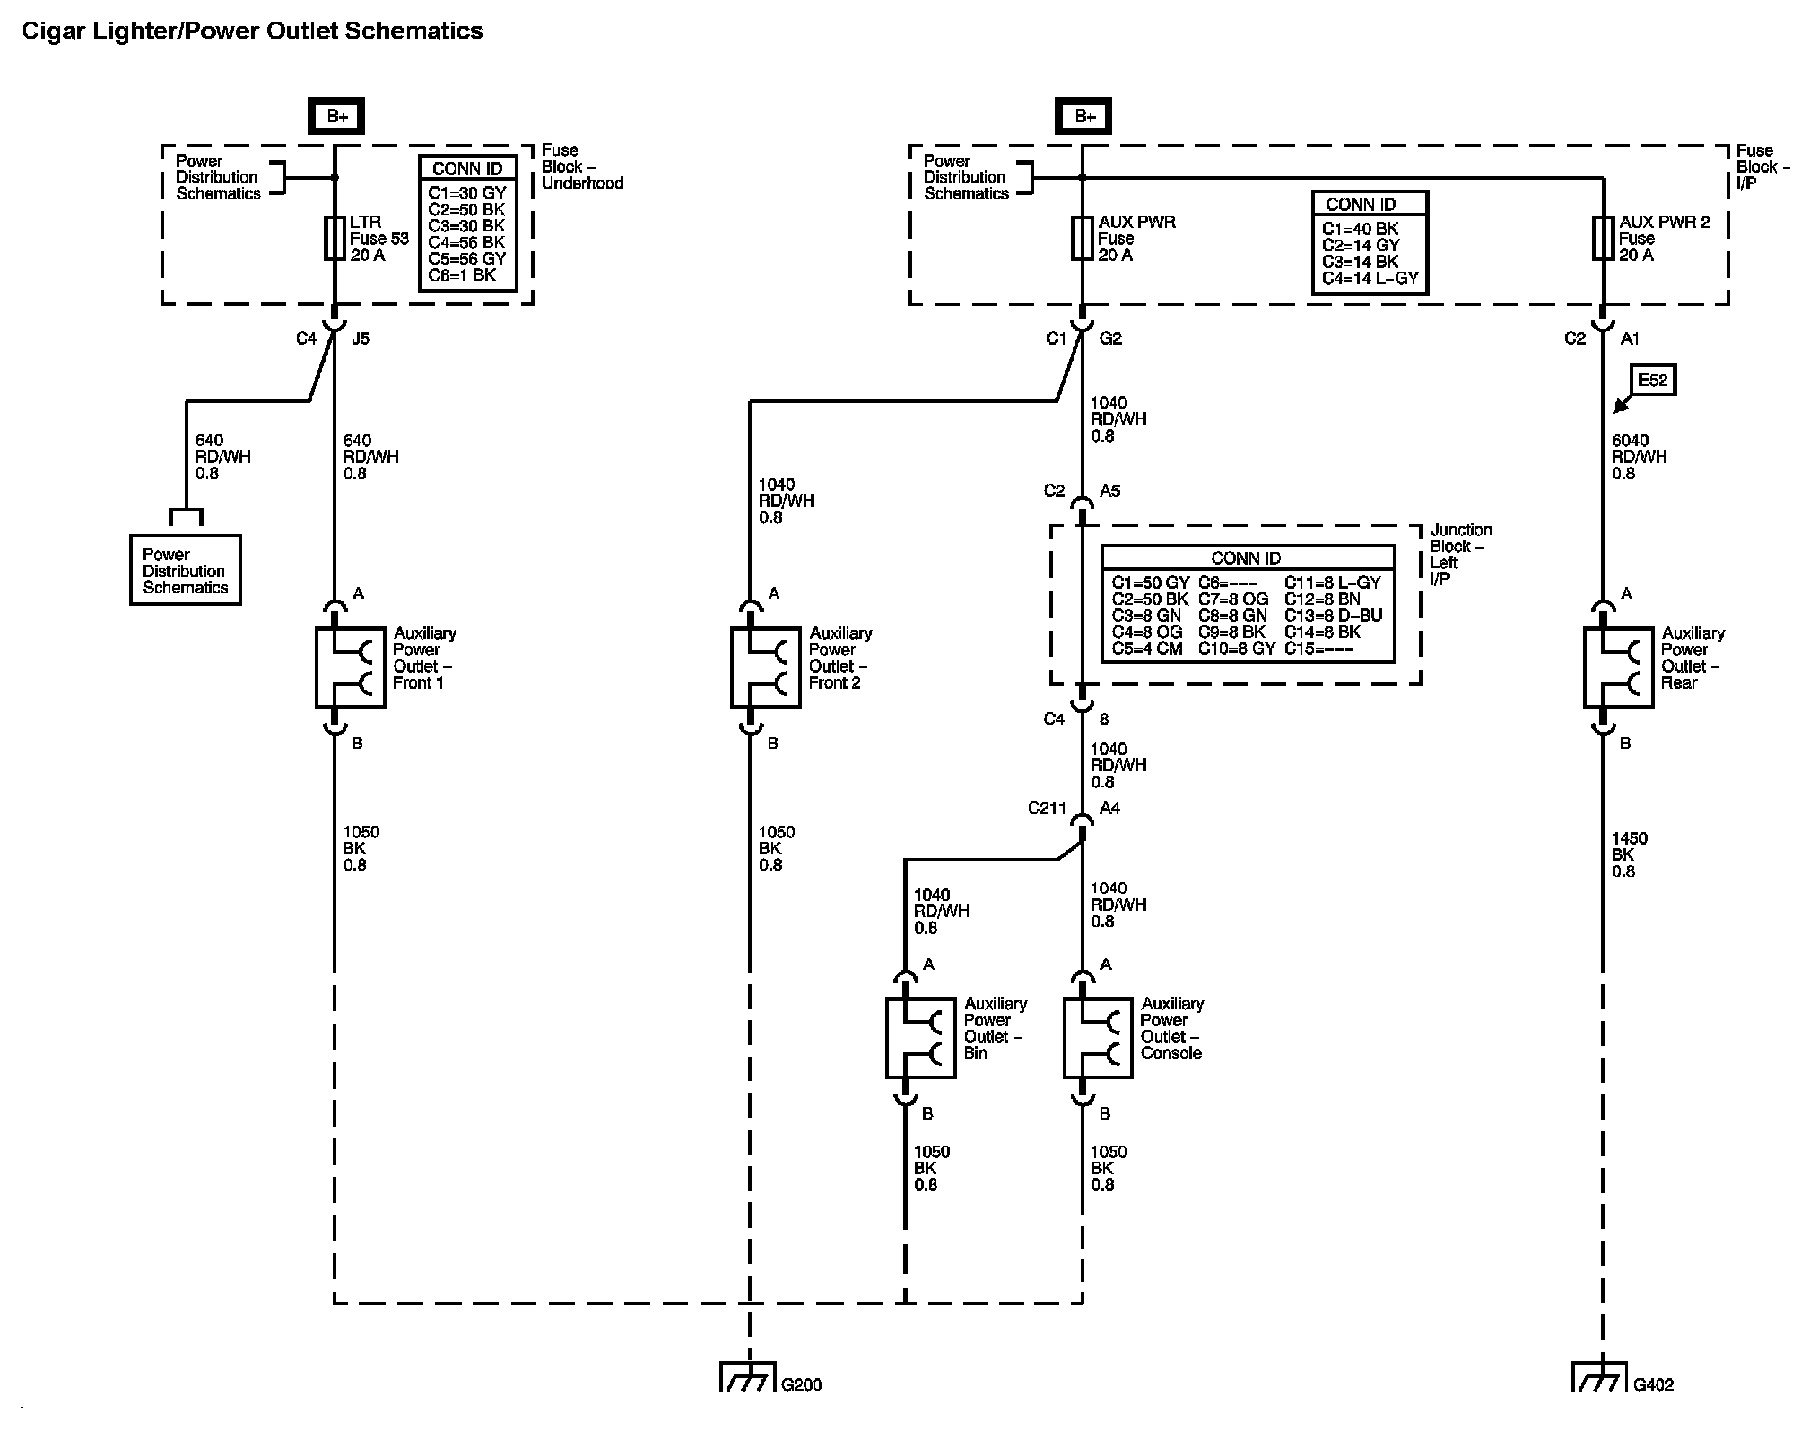 Cigar Lighter/Power Outlet Schematics
B+
Power
Distribution
Schematics
LTR
Fuse 53
20 A
CONN ID
C1=30 GY
C2=50 BK
C3=30 BK
C4=56 BK
C5=56 GY
C6=1 BK
Fuse
Block –
Underhood
C4
J5
640
RD/WH
0.8
640
RD/WH
0.8
Power
Distribution
Schematics
A
Auxiliary
Power
Outlet –
Front 1
B
1050
BK
0.8
B+
Power
Distribution
Schematics
AUX PWR
Fuse
20 A
CONN ID
C1=40 BK
C2=14 GY
C3=14 BK
C4=14 L–GY
AUX PWR 2
Fuse
20 A
Fuse
Block –
I/P
C1
G2
C2
A1
E52
1040
RD/WH
0.8
1040
RD/WH
0.8
6040
RD/WH
0.8
C2
A5
CONN ID
C1=50 GY C6=--- C11=8 L–GY
C2=50 BK C7=8 OG C12=8 BN
C3=8 GN C8=8 GN C13=8 D–BU
C4=8 OG C9=8 BK C14=8 BK
C5=4 CM C10=8 GY C15=---
Junction
Block –
Left
I/P
A
Auxiliary
Power
Outlet –
Front 2
B
C4
8
1040
RD/WH
0.8
C211
A4
A
Auxiliary
Power
Outlet –
Rear
B
1050
BK
0.8
1040
RD/WH
0.8
1040
RD/WH
0.8
1450
BK
0.8
A
Auxiliary
Power
Outlet –
Bin
B
A
Auxiliary
Power
Outlet –
Console
B
1050
BK
0.8
1050
BK
0.8
G200
G402